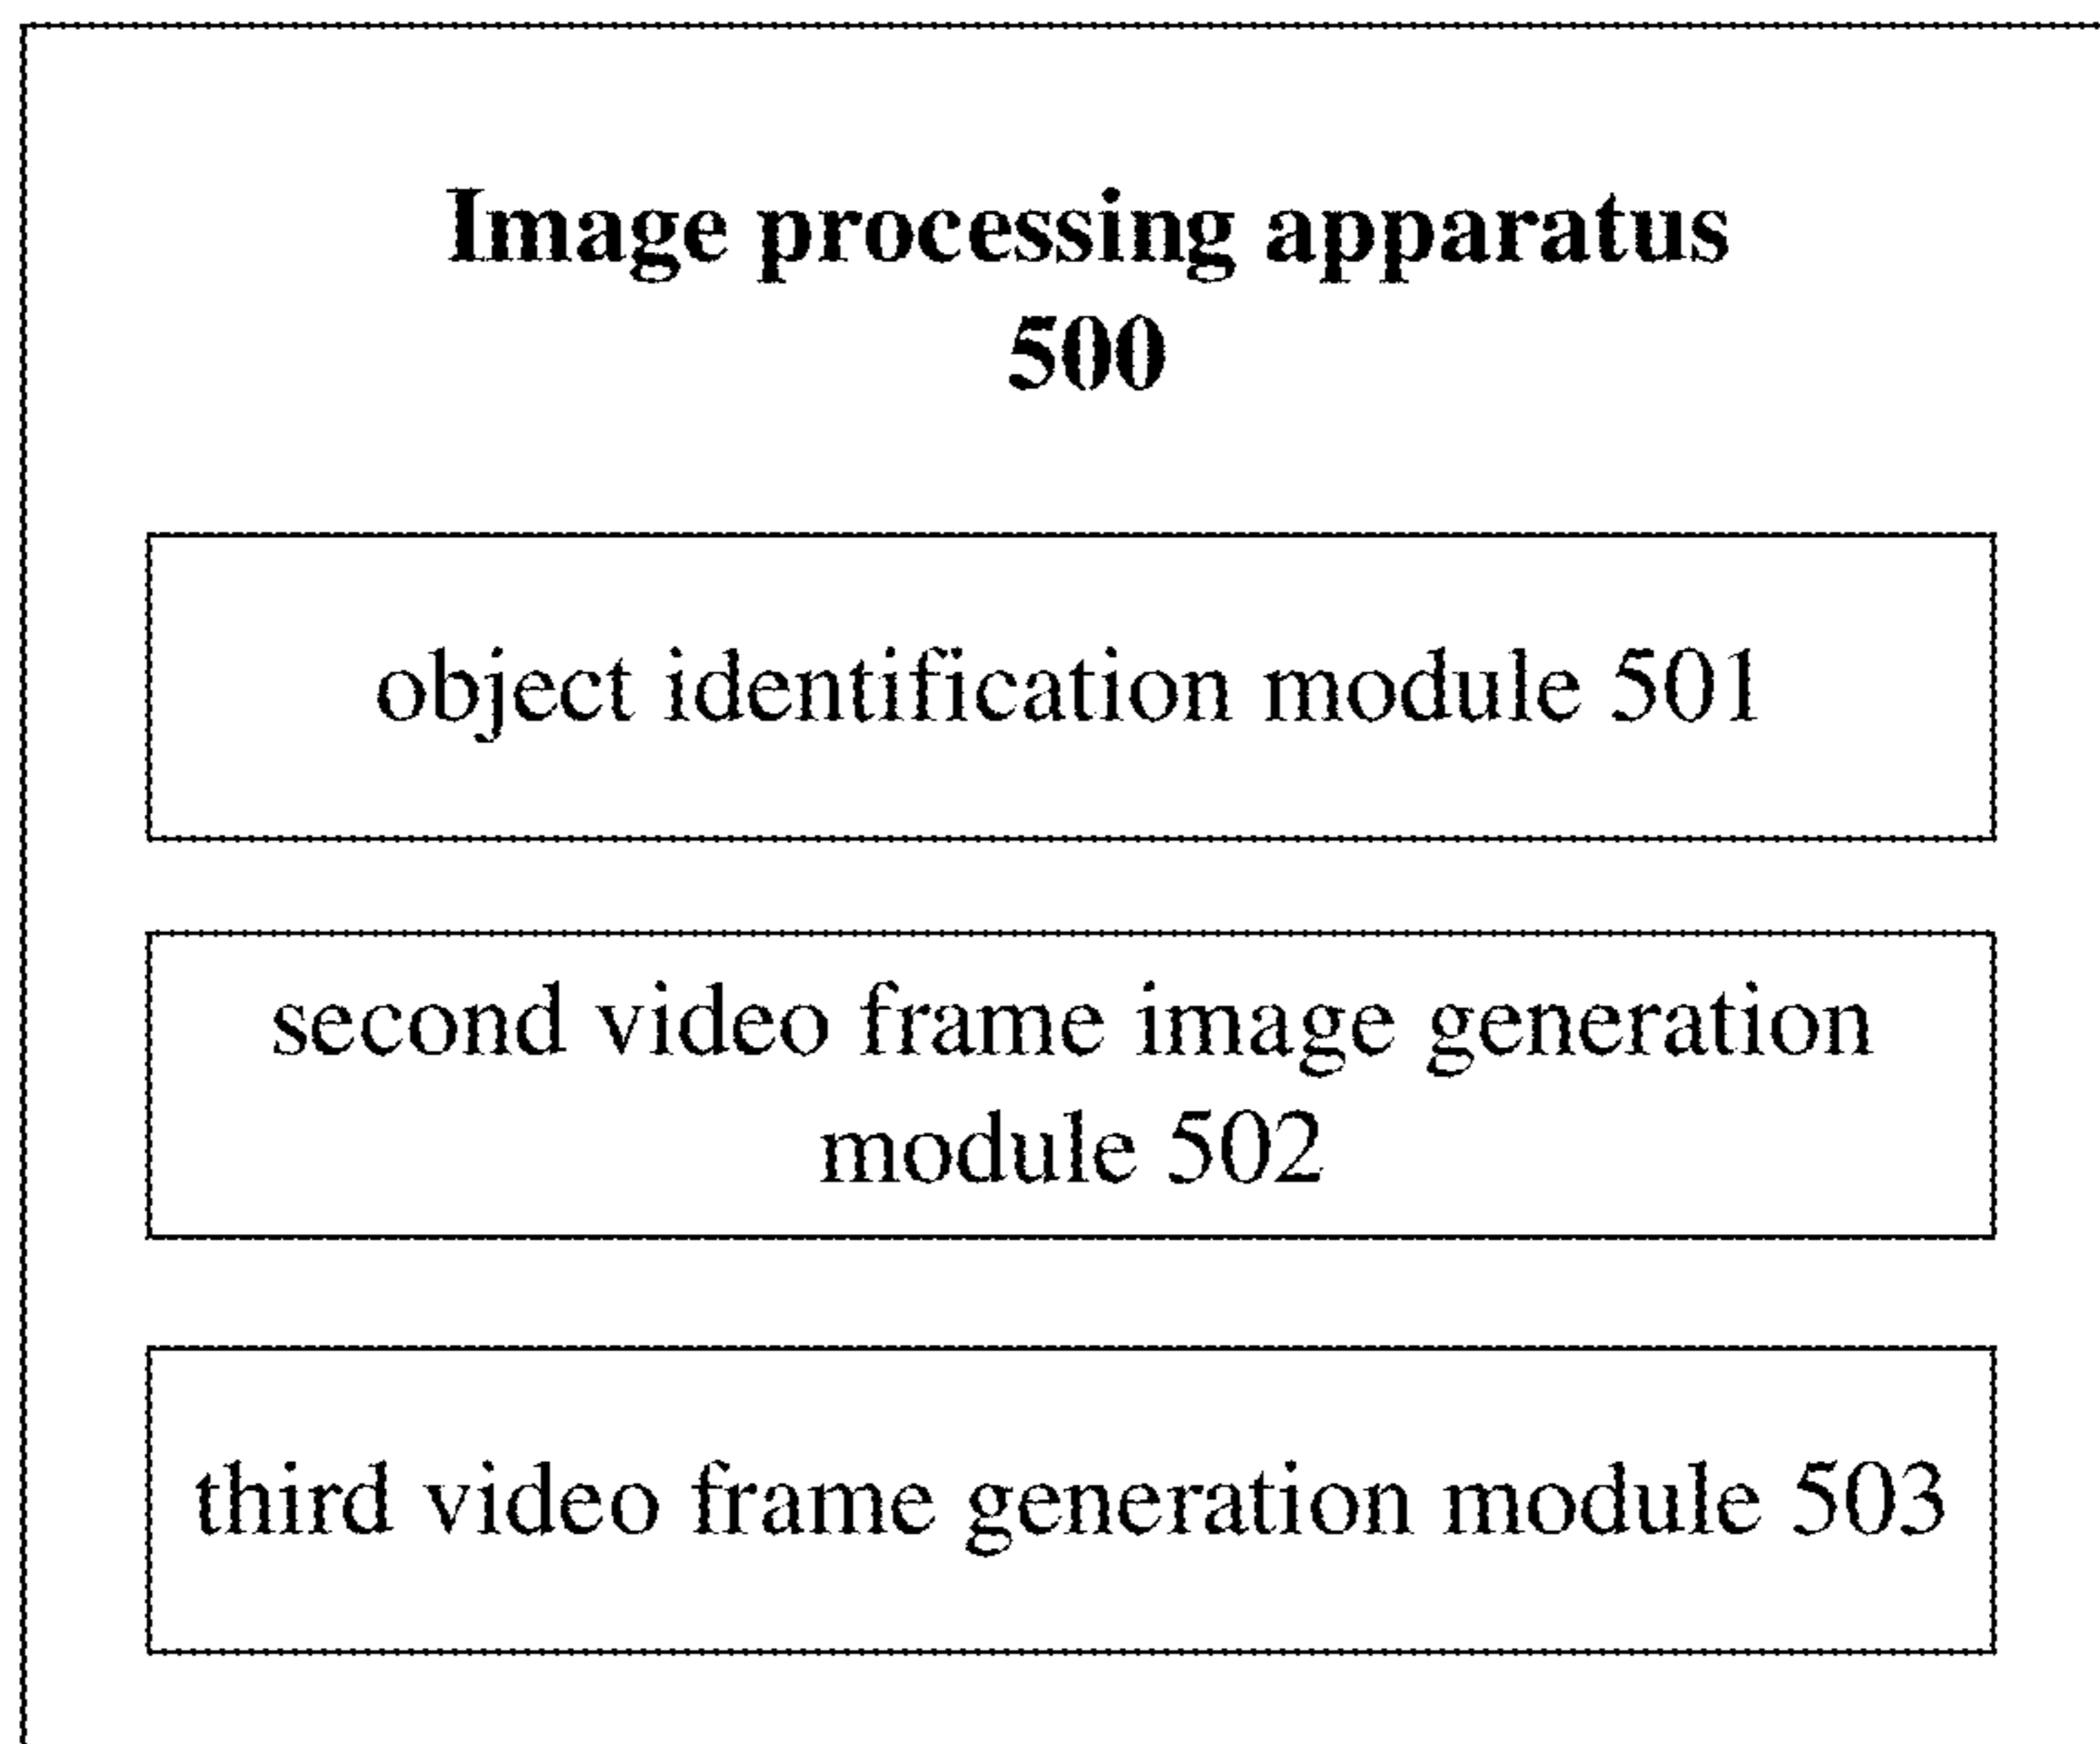 Image processing apparatus
500
object identification module 501
second video frame image generation
module 502
third video frame generation module 503